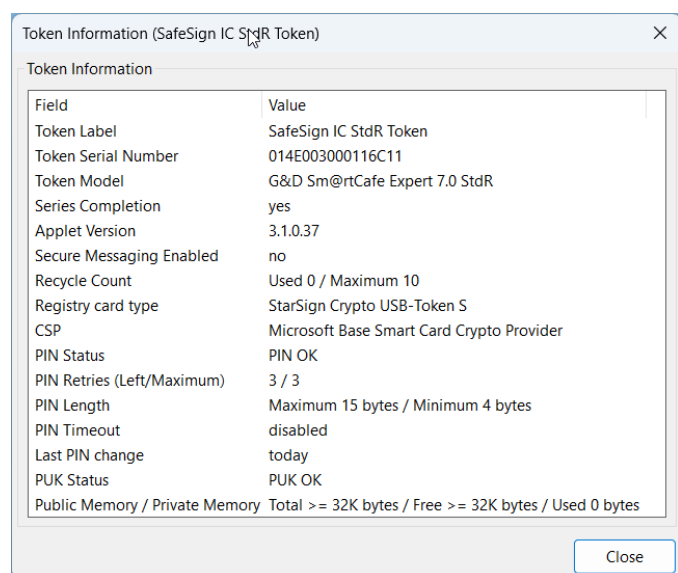 Token Information (SafeSign IC StdR Token)
Token Information
Field Value
Token Label SafeSign IC StdR Token
Token Serial Number 014E003000116C11
Token Model G&D Sm@rtCafe Expert 7.0 StdR
Series Completion yes
Applet Version 3.1.0.37
Secure Messaging Enabled no
Recycle Count Used 0 / Maximum 10
Registry card type StarSign Crypto USB-Token S
CSP Microsoft Base Smart Card Crypto Provider
PIN Status PIN OK
PIN Retries (Left/Maximum) 3 / 3
PIN Length Maximum 15 bytes / Minimum 4 bytes
PIN Timeout disabled
Last PIN change today
PUK Status PUK OK
Public Memory / Private Memory Total >= 32K bytes / Free >= 32K bytes / Used 0 bytes
Close